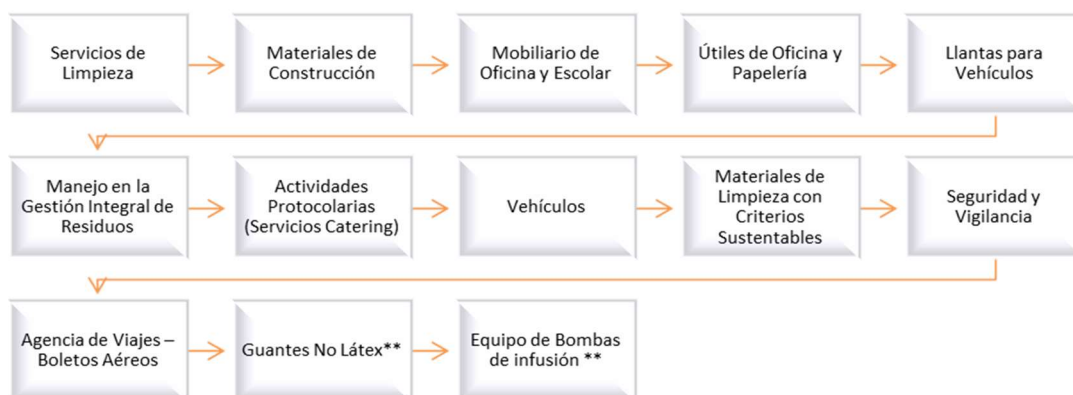 Servicios de
Limpieza
Materiales de
Construcción
Mobiliario de
Oficina y Escolar
Útiles de Oficina y
Papelería
Llantas para
Vehículos
Manejo en la
Gestión Integral de
Residuos
Actividades
Protocolarias
(Servicios Catering)
Vehículos
Materiales de
Limpieza con
Criterios
Sustentables
Seguridad y
Vigilancia
Agencia de Viajes –
Boletos Aéreos
Guantes No Látex**
Equipo de Bombas
de infusión **